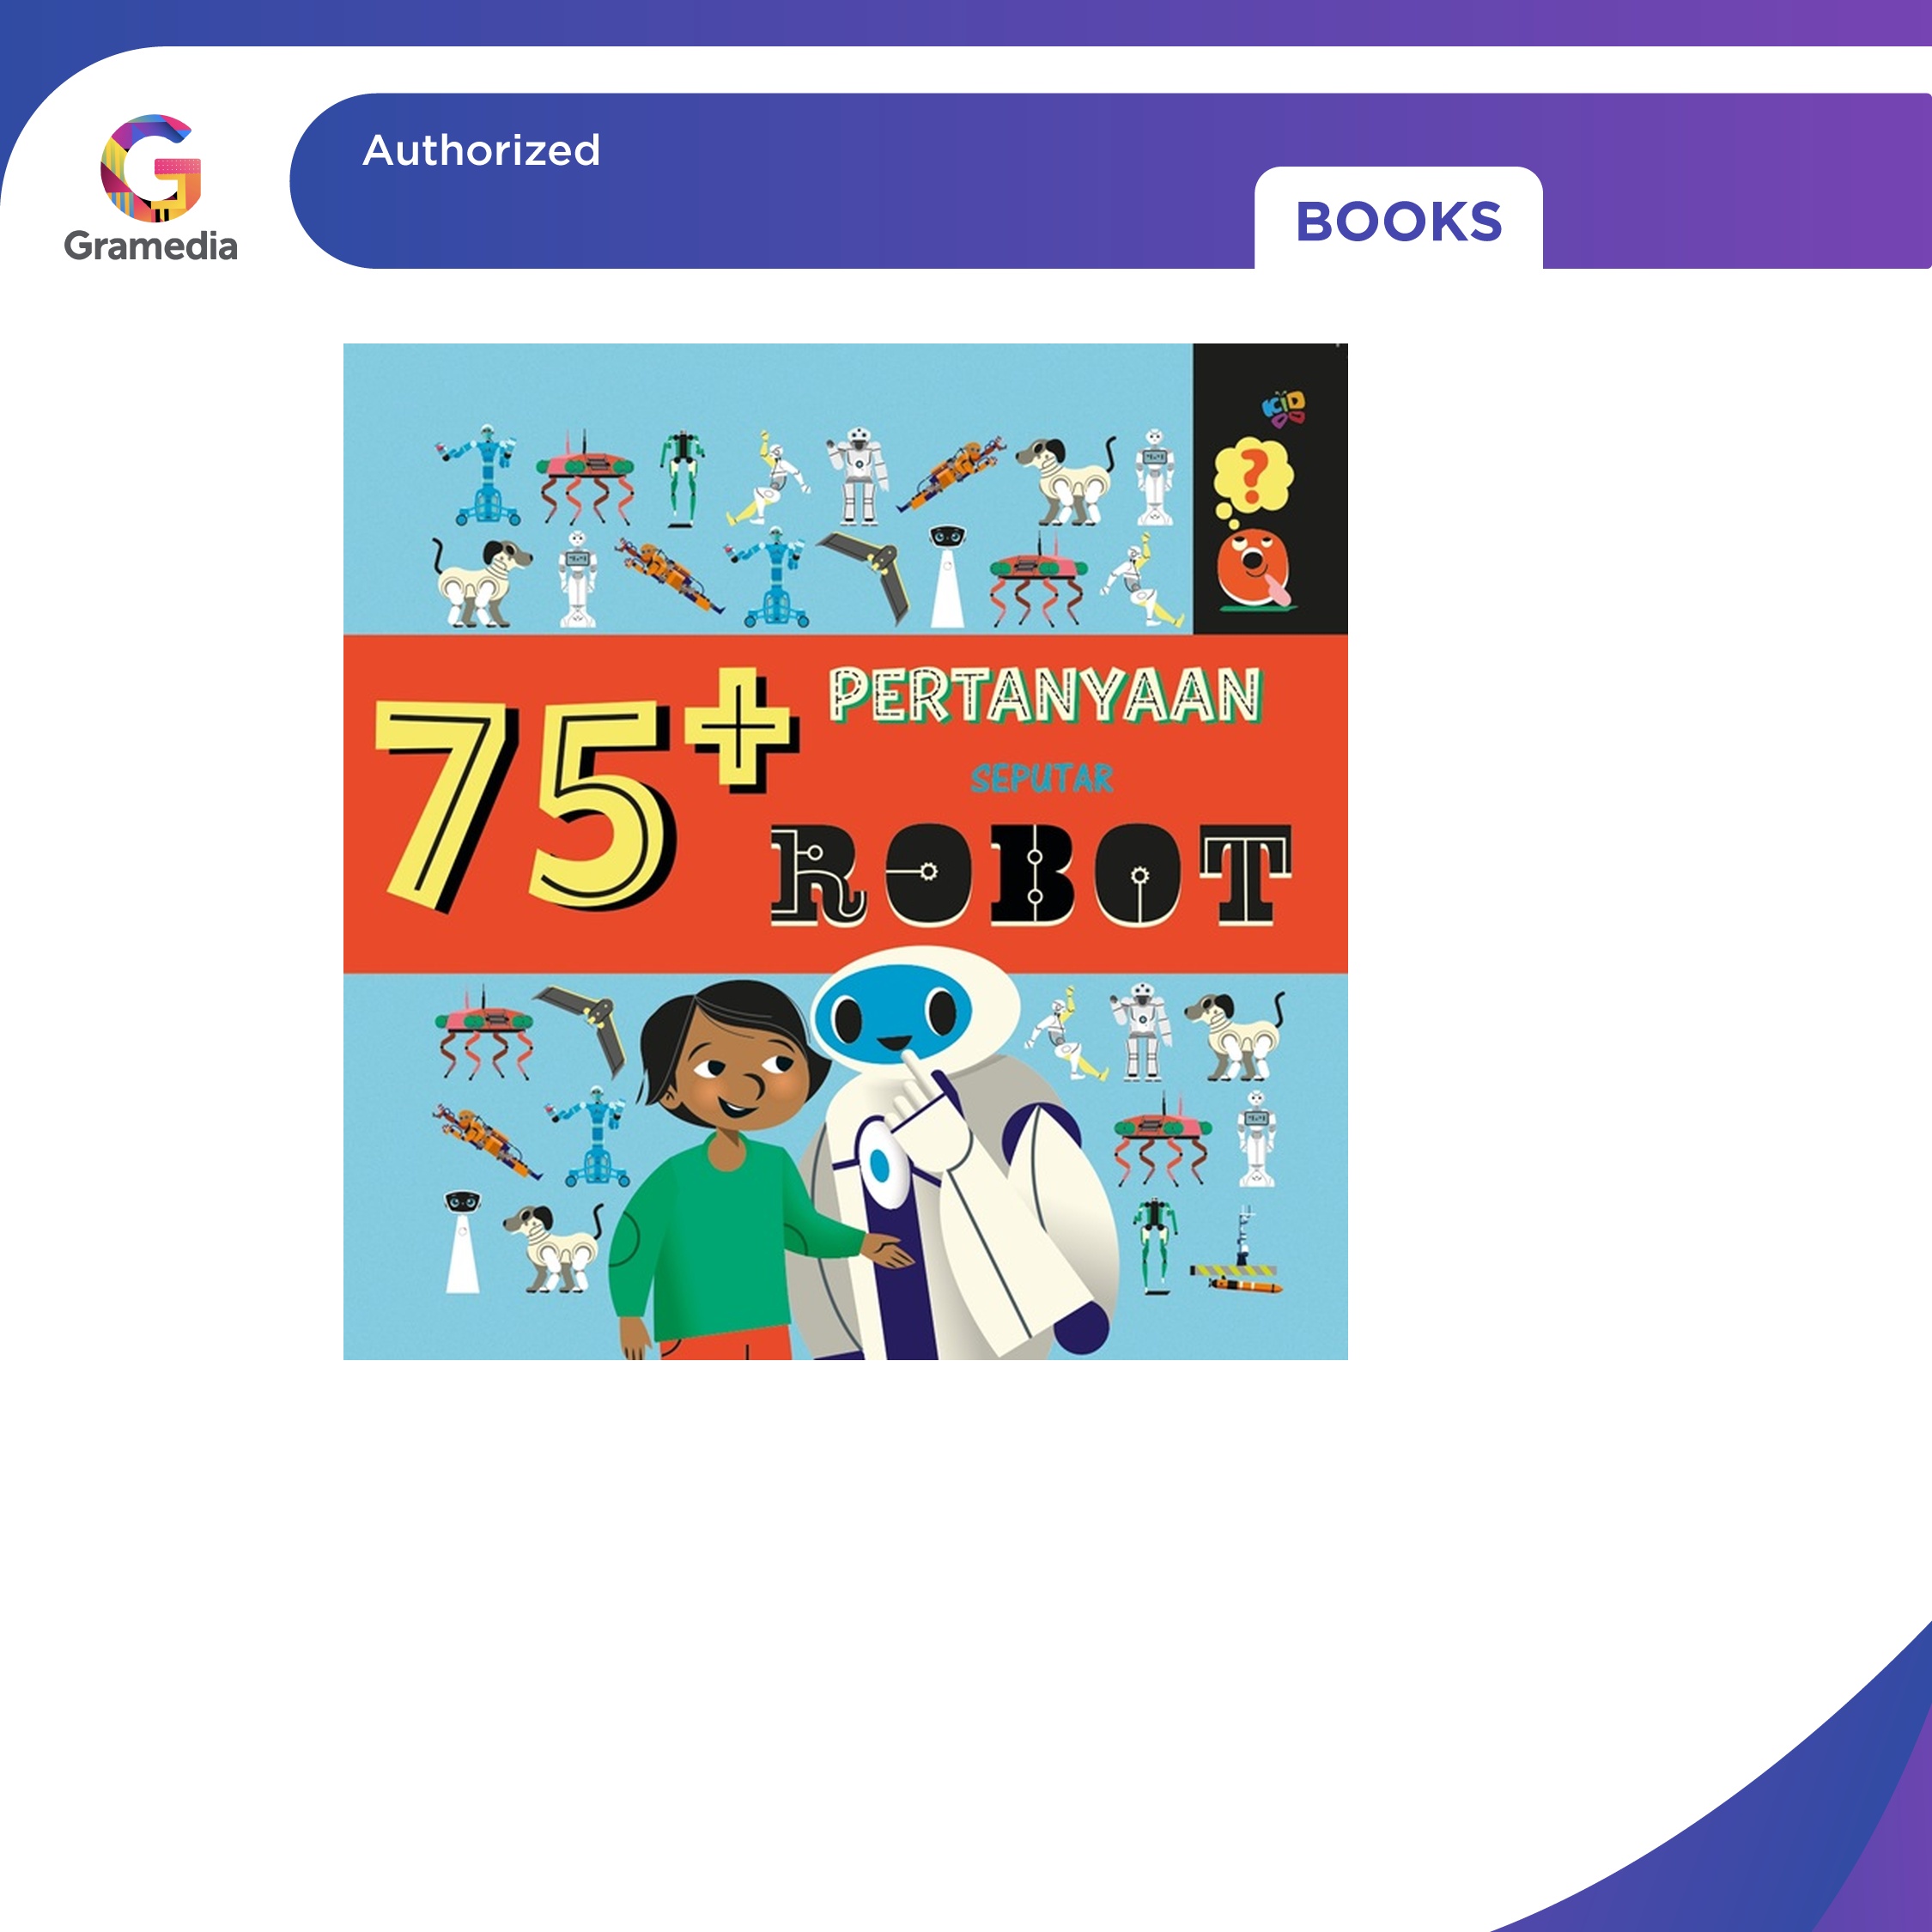 Authorized
Gramedia
BOOKS
KiD
?
75+
PERTANYAAN
SEPUTAR
ROBOT